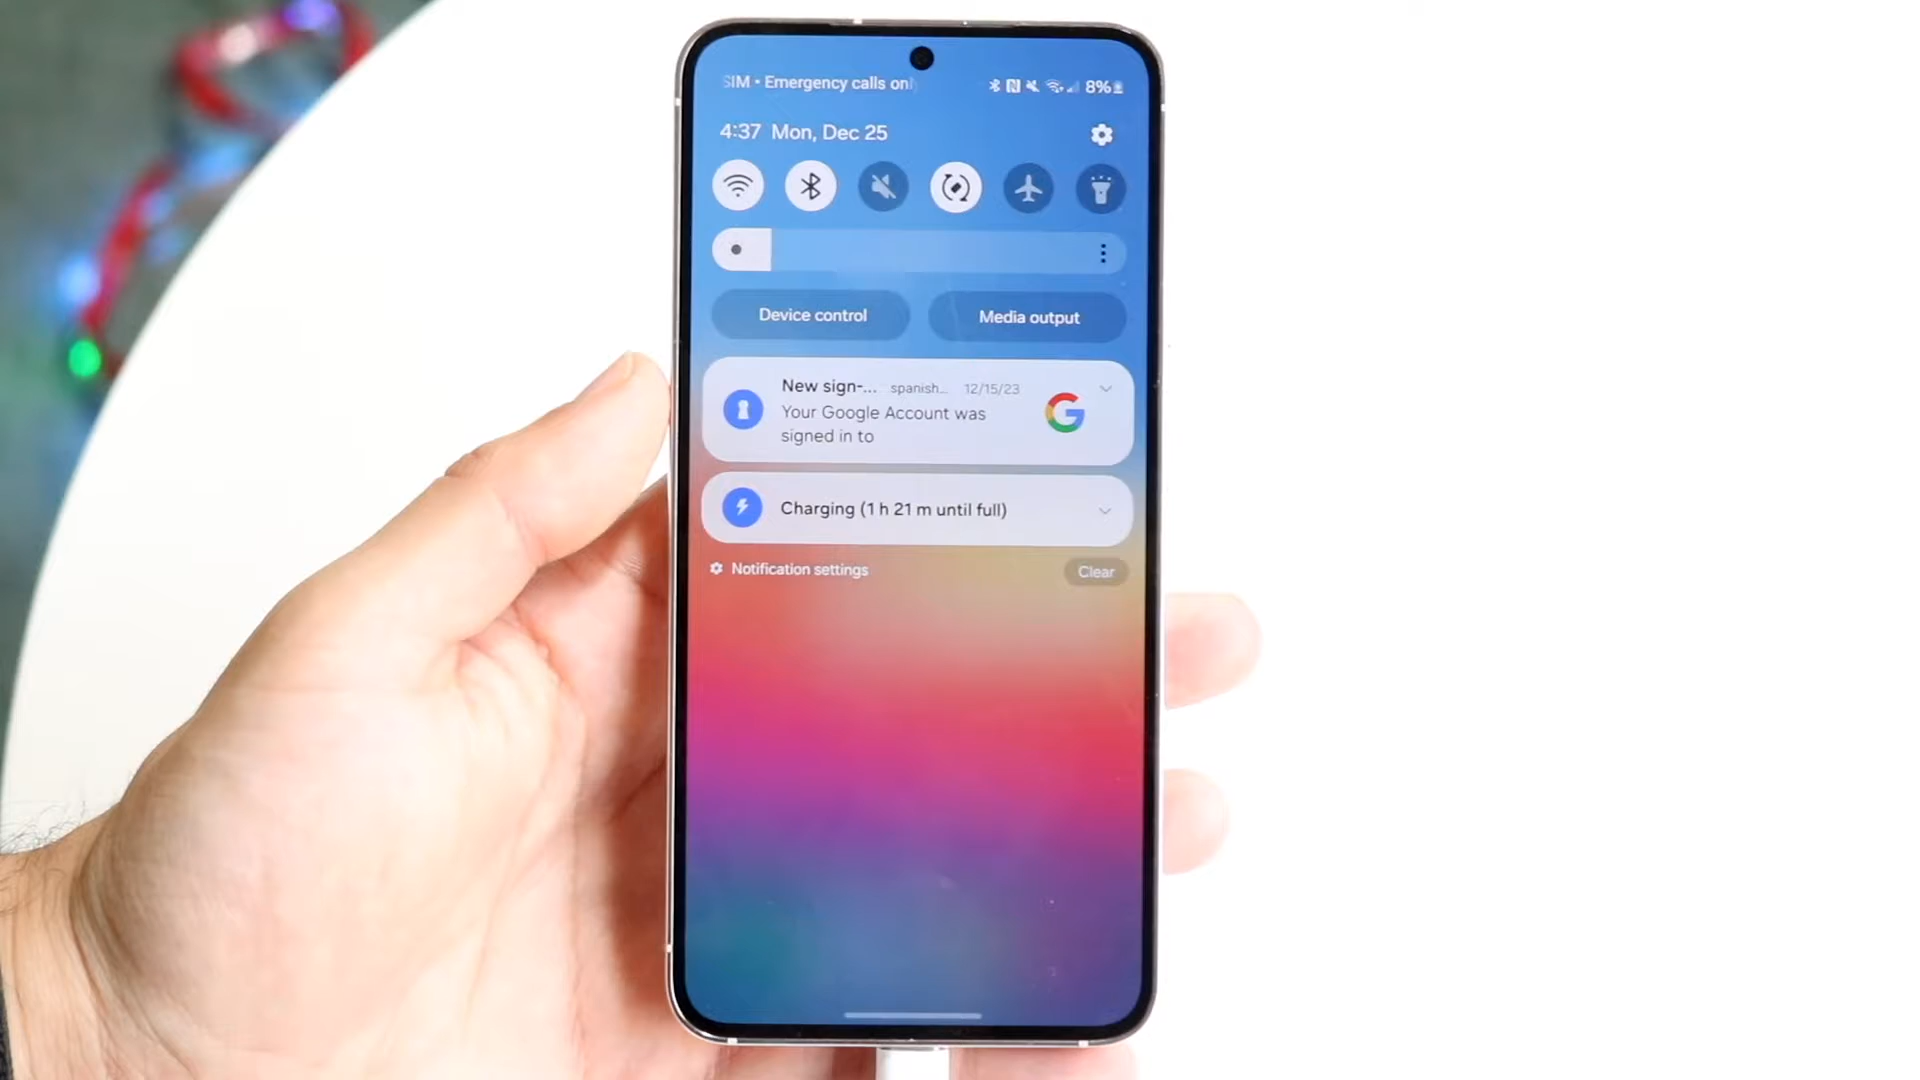 SIM • Emergency calls onl
8%
4:37 Mon, Dec 25
Device control
Media output
New sign-... spanish... 12/15/23
Your Google Account was
signed in to
Charging (1 h 21 m until full)
Notification settings
Clear